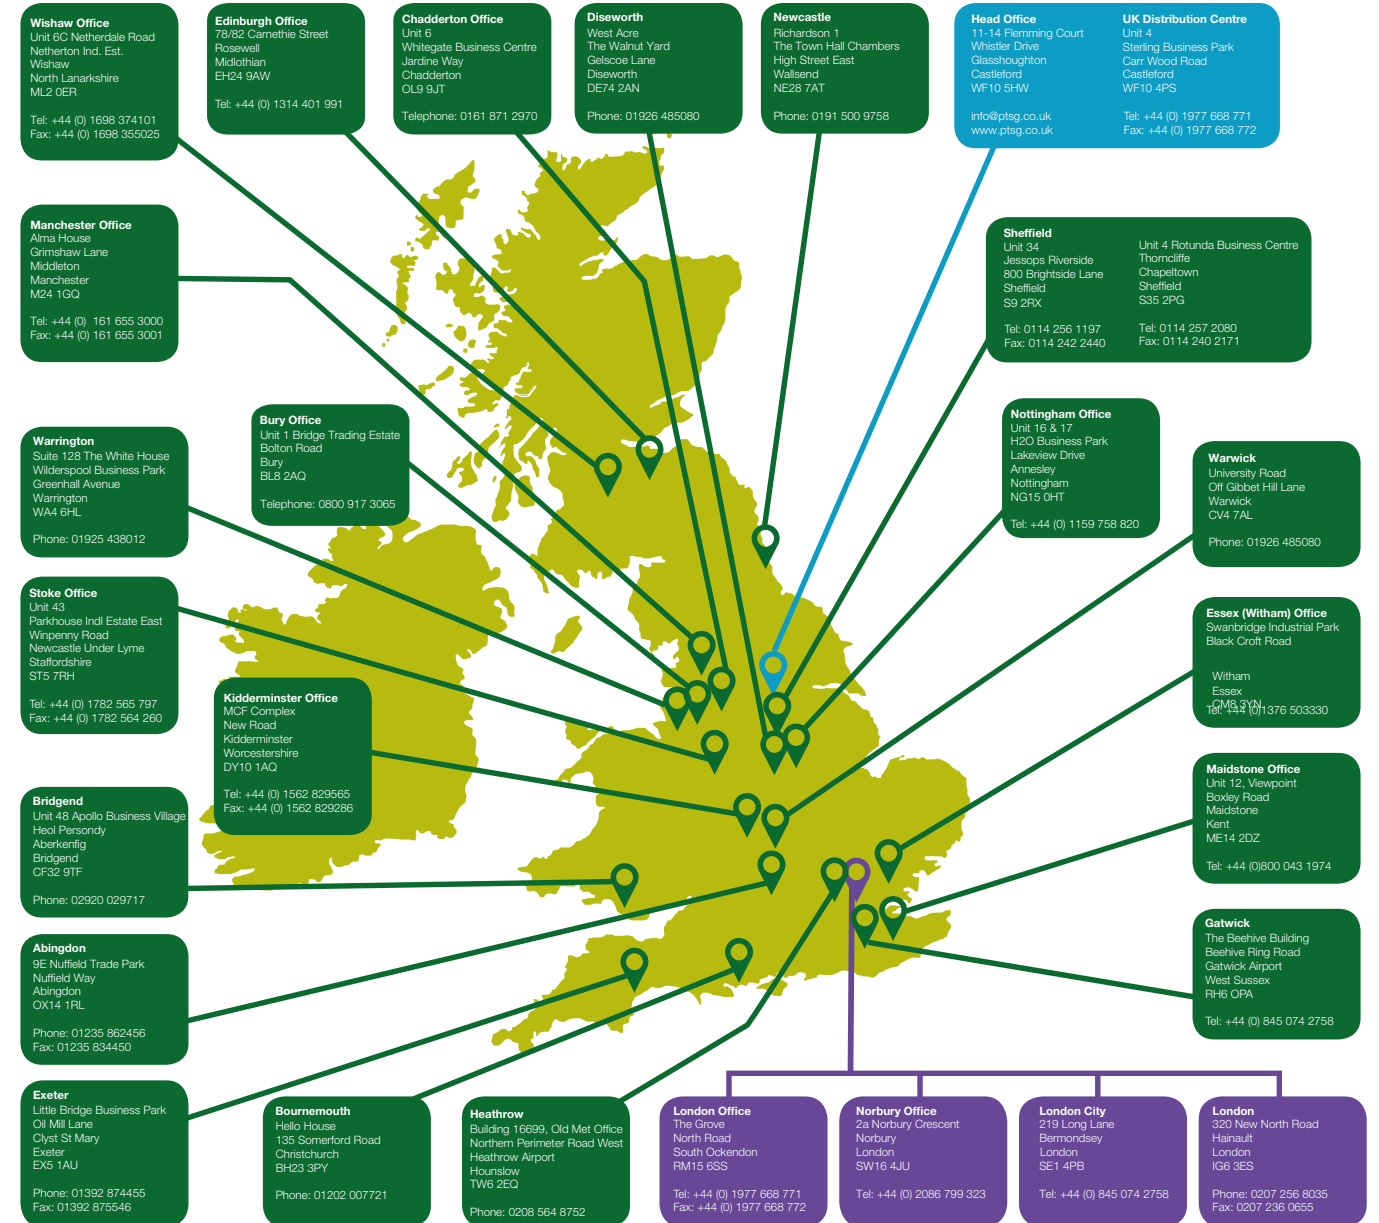 Wishaw Office
Unit 6C Netherdale Road
Netherton Ind. Est.
Wishaw
North Lanarkshire
ML2 0ER
Tel: +44 (0) 1698 374101
Fax: +44 (0) 1698 355025
Edinburgh Office
78/82 Carnethie Street
Rosewell
Midlothian
EH24 9AW
Tel: +44 (0) 1314 401 991
Chadderton Office
Unit 6
Whitegate Business Centre
Jardine Way
Chadderton
OL9 9JT
Telephone: 0161 871 2970
Diseworth
West Acre
The Walnut Yard
Gelscoe Lane
Diseworth
DE74 2AN
Phone: 01926 485080
Newcastle
Richardson 1
The Town Hall Chambers
High Street East
Wallsend
NE28 7AT
Phone: 0191 500 9758
Head Office
11-14 Flemming Court
Whistler Drive
Glasshoughton
Castleford
WF10 5HW
info@ptsg.co.uk
www.ptsg.co.uk
UK Distribution Centre
Unit 4
Sterling Business Park
Carr Wood Road
Castleford
WF10 4PS
Tel: +44 (0) 1977 668 771
Fax: +44 (0) 1977 668 772
Manchester Office
Alma House
Grimshaw Lane
Middleton
Manchester
M24 1GQ
Tel: +44 (0)  161 655 3000
Fax: +44 (0) 161 655 3001
Sheffield
Unit 34
Jessops Riverside
800 Brightside Lane
Sheffield
S9 2RX
Tel: 0114 256 1197
Fax: 0114 242 2440
Unit 4 Rotunda Business Centre
Thorncliffe
Chapeltown
Sheffield
S35 2PG
Tel: 0114 257 2080
Fax: 0114 240 2171
Bury Office
Unit 1 Bridge Trading Estate
Bolton Road
Bury
BL8 2AQ
Telephone: 0800 917 3065
Nottingham Office
Unit 16 & 17
H2O Business Park
Lakeview Drive
Annesley
Nottingham
NG15 0HT
Tel: +44 (0) 1159 758 820
Warrington
Suite 128 The White House
Wilderspool Business Park
Greenhall Avenue
Warrington
WA4 6HL
Phone: 01925 438012
Warwick
University Road
Off Gibbet Hill Lane
Warwick
CV4 7AL
Phone: 01926 485080
Stoke Office
Unit 43
Parkhouse Indl Estate East
Winpenny Road
Newcastle Under Lyme
Staffordshire
ST5 7RH
Tel: +44 (0) 1782 565 797
Fax: +44 (0) 1782 564 260
Essex (Witham) Office
Swanbridge Industrial Park
Black Croft Road
Witham
Essex
CM8 3YN
Tel: +44 (0)1376 503330
Kidderminster Office
MCF Complex
New Road
Kidderminster
Worcestershire
DY10 1AQ
Tel: +44 (0) 1562 829565
Fax: +44 (0) 1562 829286
Maidstone Office
Unit 12, Viewpoint
Boxley Road
Maidstone
Kent
ME14 2DZ
Tel: +44 (0)800 043 1974
Bridgend
Unit 48 Apollo Business Village
Heol Persondy
Aberkenfig
Bridgend
CF32 9TF
Phone: 02920 029717
Gatwick
The Beehive Building
Beehive Ring Road
Gatwick Airport
West Sussex
RH6 OPA
Tel: +44 (0) 845 074 2758
Abingdon
9E Nuffield Trade Park
Nuffield Way
Abingdon
OX14 1RL
Phone: 01235 862456
Fax: 01235 834450
Exeter
Little Bridge Business Park
Oil Mill Lane
Clyst St Mary
Exeter
EX5 1AU
Phone: 01392 874455
Fax: 01392 875546
Bournemouth
Hello House
135 Somerford Road
Christchurch
BH23 3PY
Phone: 01202 007721
Heathrow
Building 16699, Old Met Office
Northern Perimeter Road West
Heathrow Airport
Hounslow
TW6 2EQ
Phone: 0208 564 8752
London Office
The Grove
North Road
South Ockendon
RM15 6SS
Tel: +44 (0) 1977 668 771
Fax: +44 (0) 1977 668 772
Norbury Office
2a Norbury Crescent
Norbury
London
SW16 4JU
Tel: +44 (0) 2086 799 323
London City
219 Long Lane
Bermondsey
London
SE1 4PB
Tel: +44 (0) 845 074 2758
London
320 New North Road
Hainault
London
IG6 3ES
Phone: 0207 256 8035
Fax: 0207 236 0655